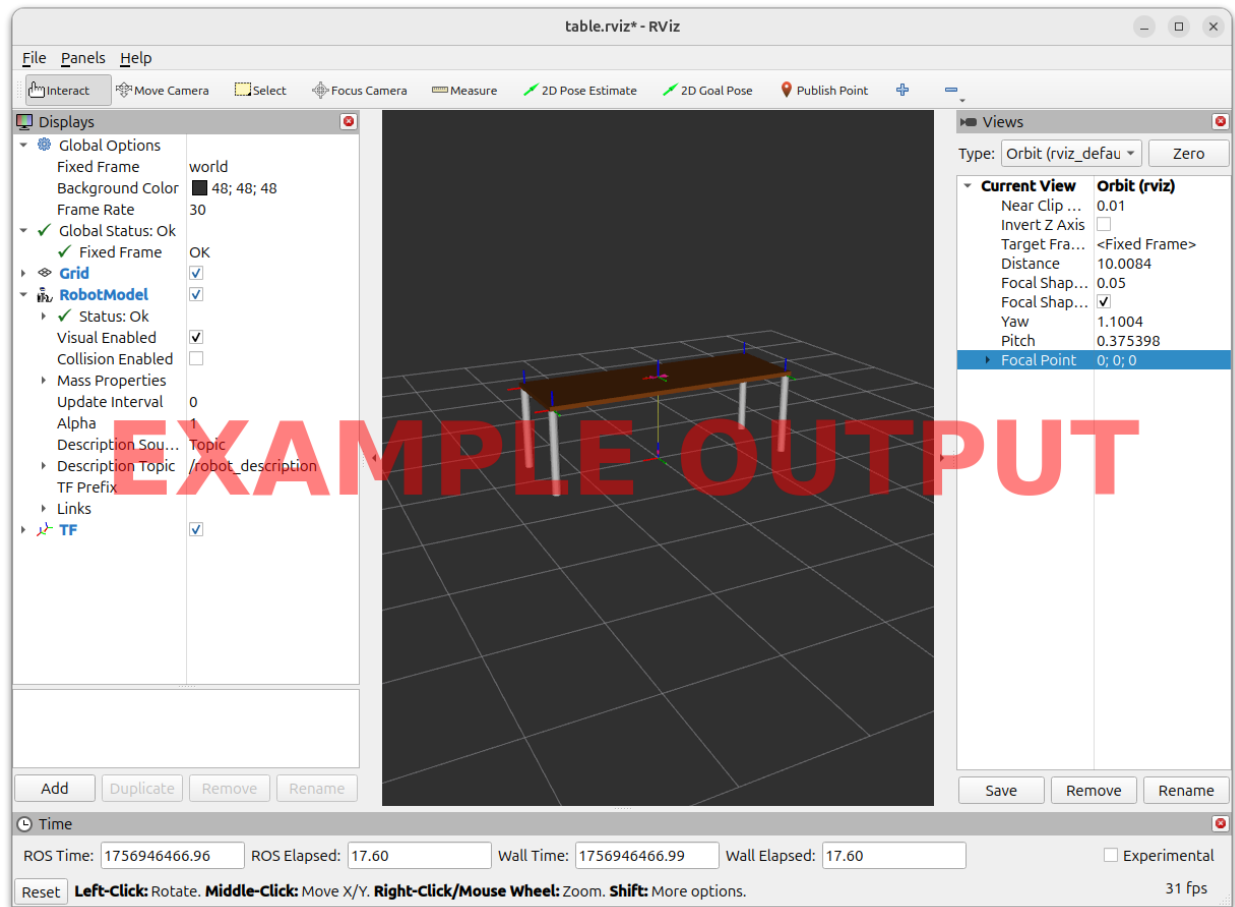 table.rviz* - RViz
File Panels Help
Interact Move Camera Select Focus Camera Measure 2D Pose Estimate 2D Goal Pose Publish Point
Displays
Global Options
Fixed Frame world
Background Color 48; 48; 48
Frame Rate 30
Global Status: Ok
Fixed Frame OK
Grid
RobotModel
Status: Ok
Visual Enabled
Collision Enabled
Mass Properties
Update Interval 0
Alpha 1
Description Sou... Topic
Description Topic /robot_description
TF Prefix
Links
TF
Add Duplicate Remove Rename
EXAMPLE OUTPUT
Views
Type: Orbit (rviz_defau Zero
Current View Orbit (rviz)
Near Clip ... 0.01
Invert Z Axis
Target Fra... <Fixed Frame>
Distance 10.0084
Focal Shap... 0.05
Focal Shap...
Yaw 1.1004
Pitch 0.375398
Focal Point 0; 0; 0
Save Remove Rename
Time
ROS Time: 1756946466.96 ROS Elapsed: 17.60 Wall Time: 1756946466.99 Wall Elapsed: 17.60 Experimental
Reset Left-Click: Rotate. Middle-Click: Move X/Y. Right-Click/Mouse Wheel: Zoom. Shift: More options. 31 fps